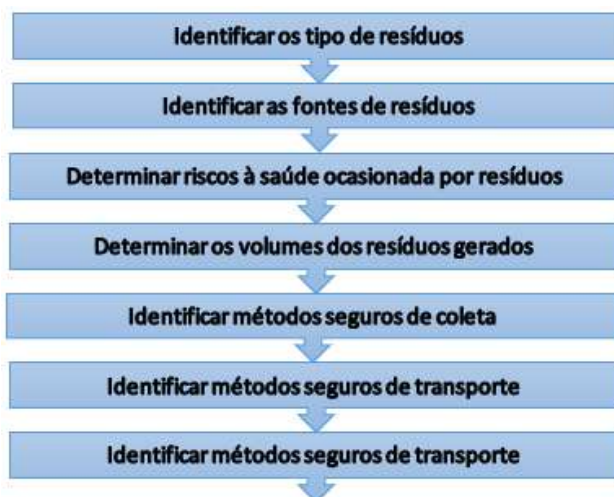 Identificar os tipo de resíduos
Identificar as fontes de resíduos
Determinar riscos à saúde ocasionada por resíduos
Determinar os volumes dos resíduos gerados
Identificar métodos seguros de coleta
Identificar métodos seguros de transporte
Identificar métodos seguros de transporte